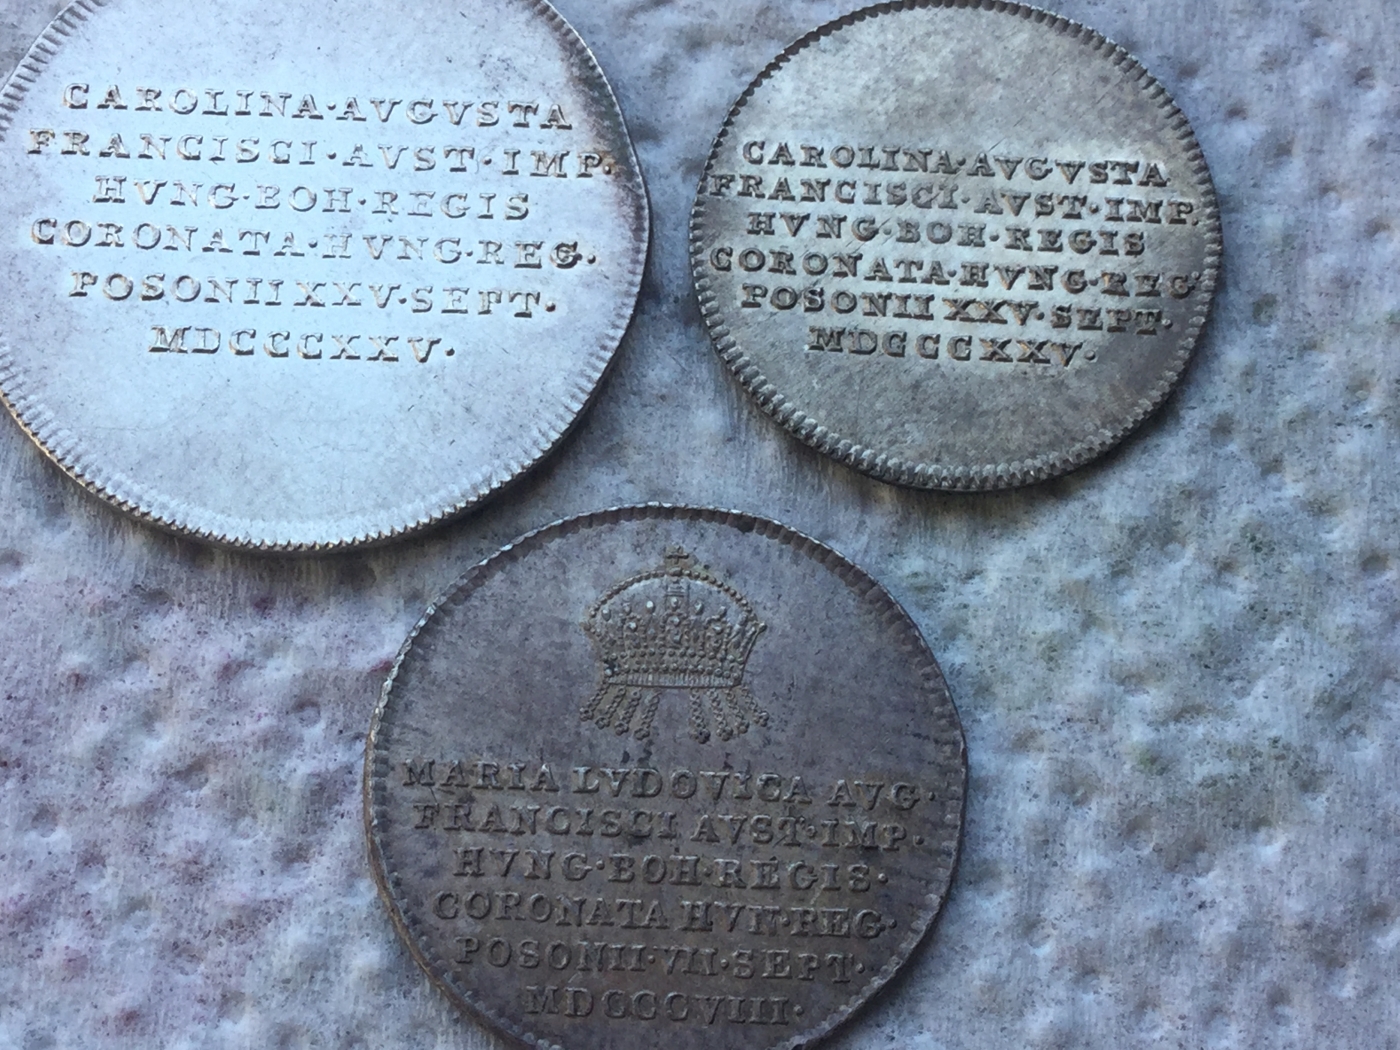 CAROLINA·AVGVSTA
FRANCISCI·AVST·IMP.
HVNG·BOH·REGIS
CORONATA·HVNG·REG.
POSONII XXV·SEPT.
MDCCCXXV.
CAROLINA·AVGVSTA
FRANCISCI·AVST·IMP.
HVNG·BOH·REGIS
CORONATA·HVNG·REG
POSONII XXV·SEPT.
MDCCCXXV·
MARIA LVDOVICA AVG·
FRANCISCI AVST·IMP.
HVNG·BOH·REGIS·
CORONATA HVN·REG·
POSONII·VII·SEPT·
MDCCCVIII·